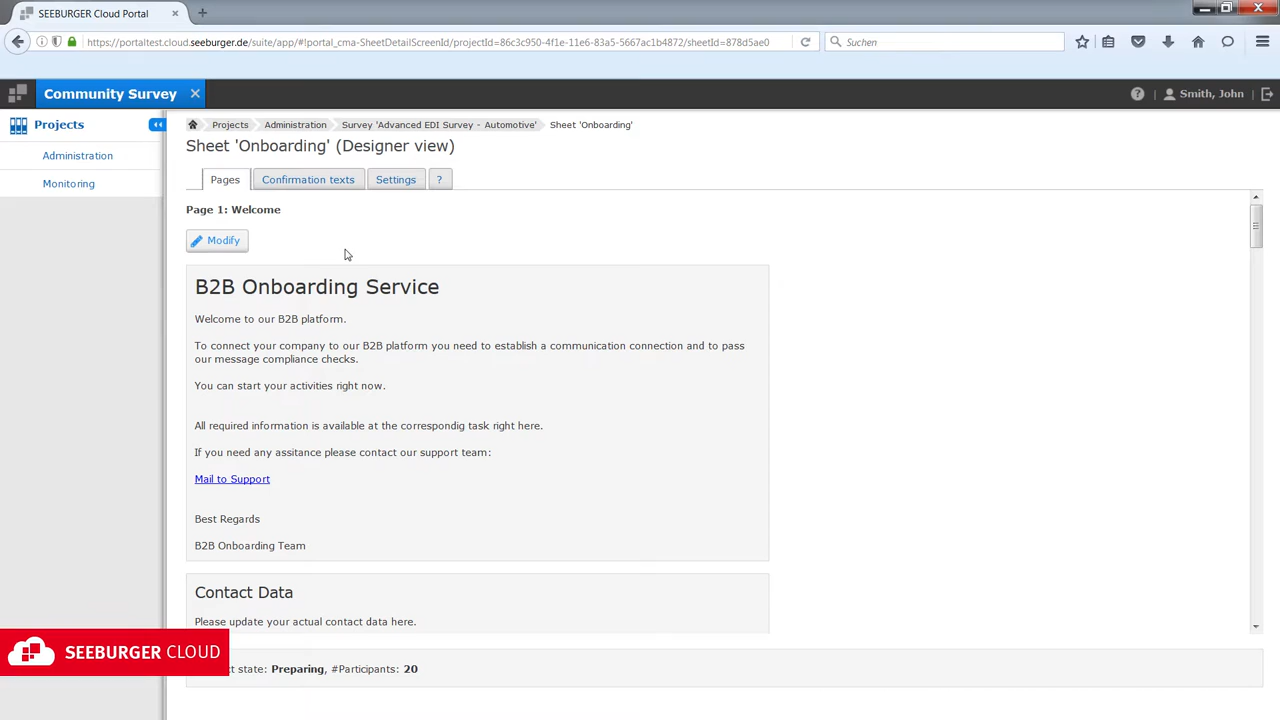 SEEBURGER Cloud Portal
https://portaltest.cloud.seeburger.de/suite/app/#!portal_cma-SheetDetailScreenId/projectId=86c3c950-4f1e-11e6-83a5-5667ac1b4872/sheetId=878d5ae0
Suchen
Community Survey
Smith, John
Projects
Administration
Monitoring
Projects Administration Survey 'Advanced EDI Survey - Automotive' Sheet 'Onboarding'
Sheet 'Onboarding' (Designer view)
Pages Confirmation texts Settings ?
Page 1: Welcome
Modify
B2B Onboarding Service
Welcome to our B2B platform.
To connect your company to our B2B platform you need to establish a communication connection and to pass
our message compliance checks.
You can start your activities right now.
All required information is available at the correspondig task right here.
If you need any assitance please contact our support team:
Mail to Support
Best Regards
B2B Onboarding Team
Contact Data
Please update your actual contact data here.
SEEBURGER CLOUD
state: Preparing, #Participants: 20